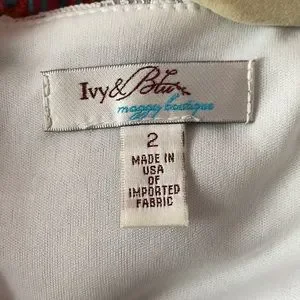 Ivy & Blu
maggy boutique
2
MADE IN
USA
OF
IMPORTED
FABRIC